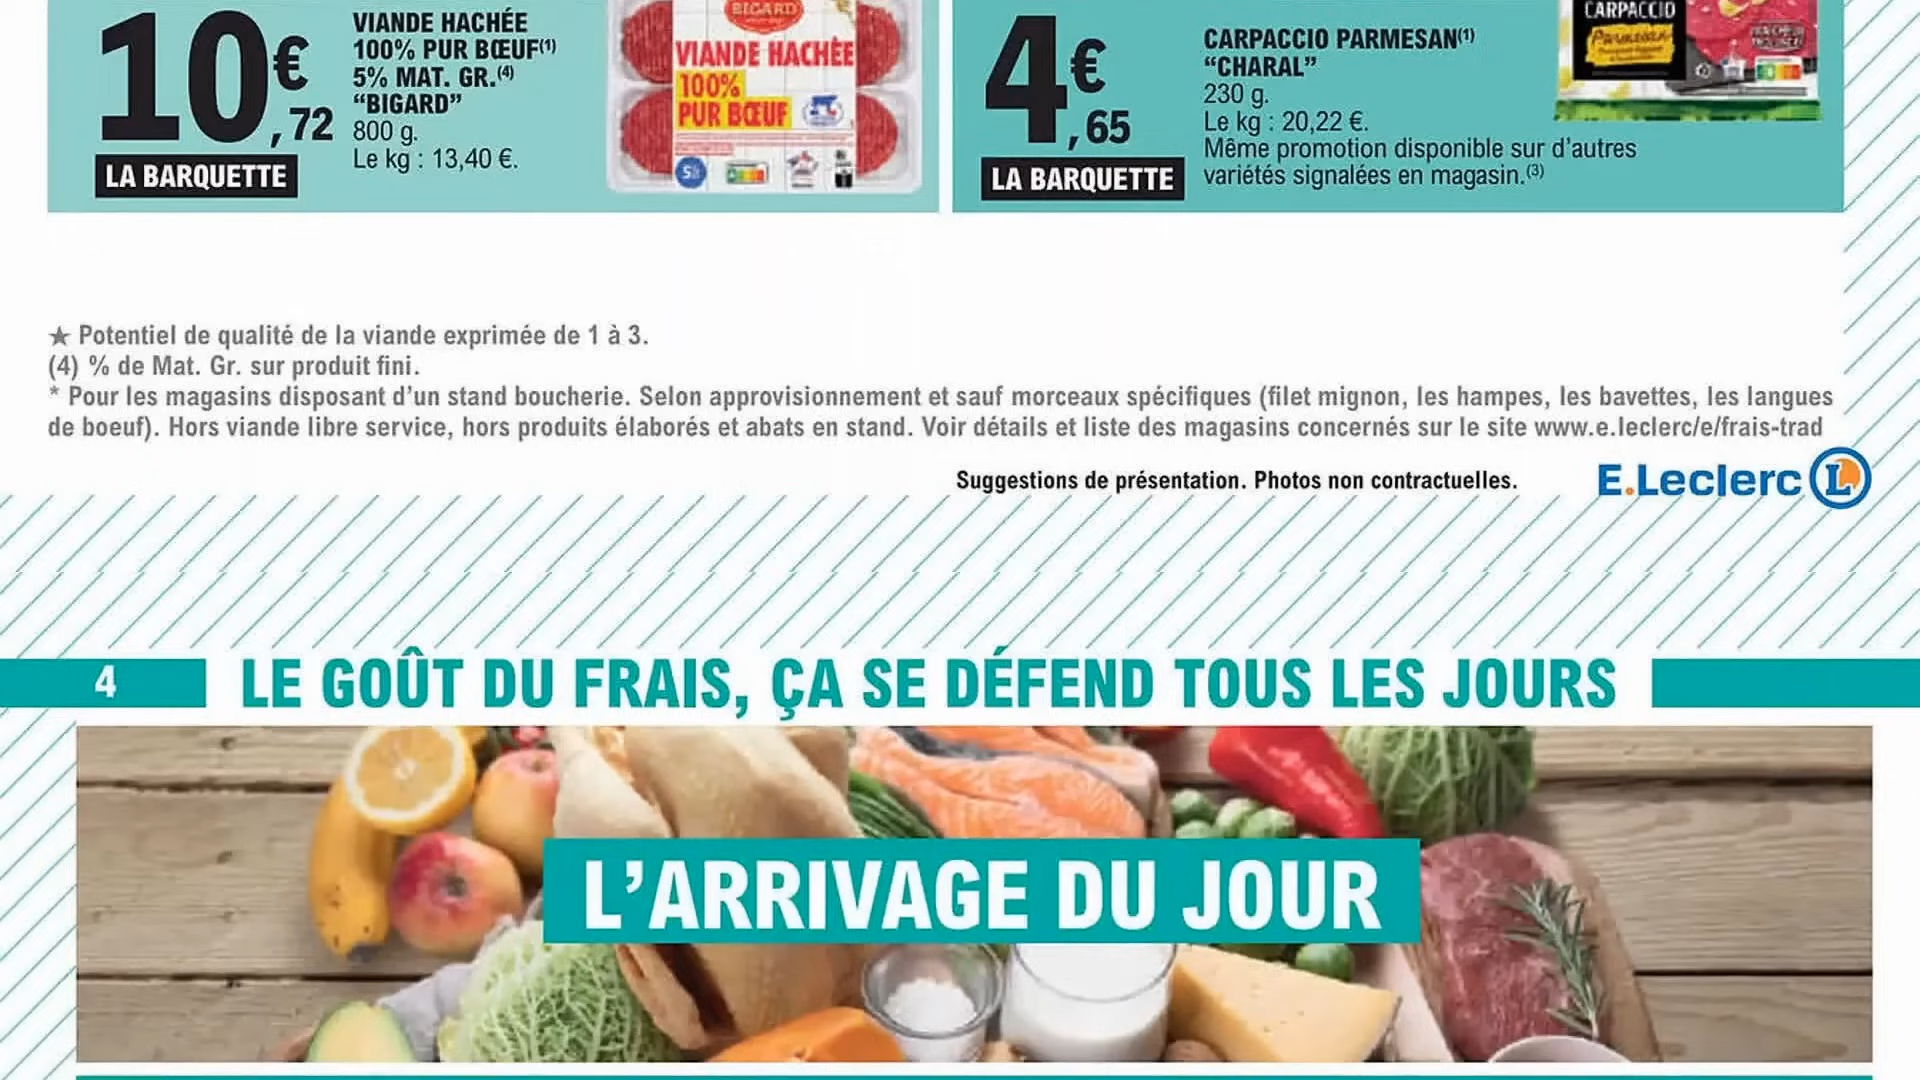 10€,72
LA BARQUETTE
VIANDE HACHÉE
100% PUR BŒUF(1)
5% MAT. GR.(4)
“BIGARD”
800 g.
Le kg : 13,40 €.
BIGARD
VIANDE HACHÉE
100%
PUR BŒUF
4€,65
LA BARQUETTE
CARPACCIO PARMESAN(1)
“CHARAL”
230 g.
Le kg : 20,22 €.
Même promotion disponible sur d’autres
variétés signalées en magasin.(3)
CARPACCIO
Parmesan
★ Potentiel de qualité de la viande exprimée de 1 à 3.
(4) % de Mat. Gr. sur produit fini.
* Pour les magasins disposant d’un stand boucherie. Selon approvisionnement et sauf morceaux spécifiques (filet mignon, les hampes, les bavettes, les langues
de boeuf). Hors viande libre service, hors produits élaborés et abats en stand. Voir détails et liste des magasins concernés sur le site www.e.leclerc/e/frais-trad
Suggestions de présentation. Photos non contractuelles.
E.Leclerc L
4
LE GOÛT DU FRAIS, ÇA SE DÉFEND TOUS LES JOURS
L’ARRIVAGE DU JOUR